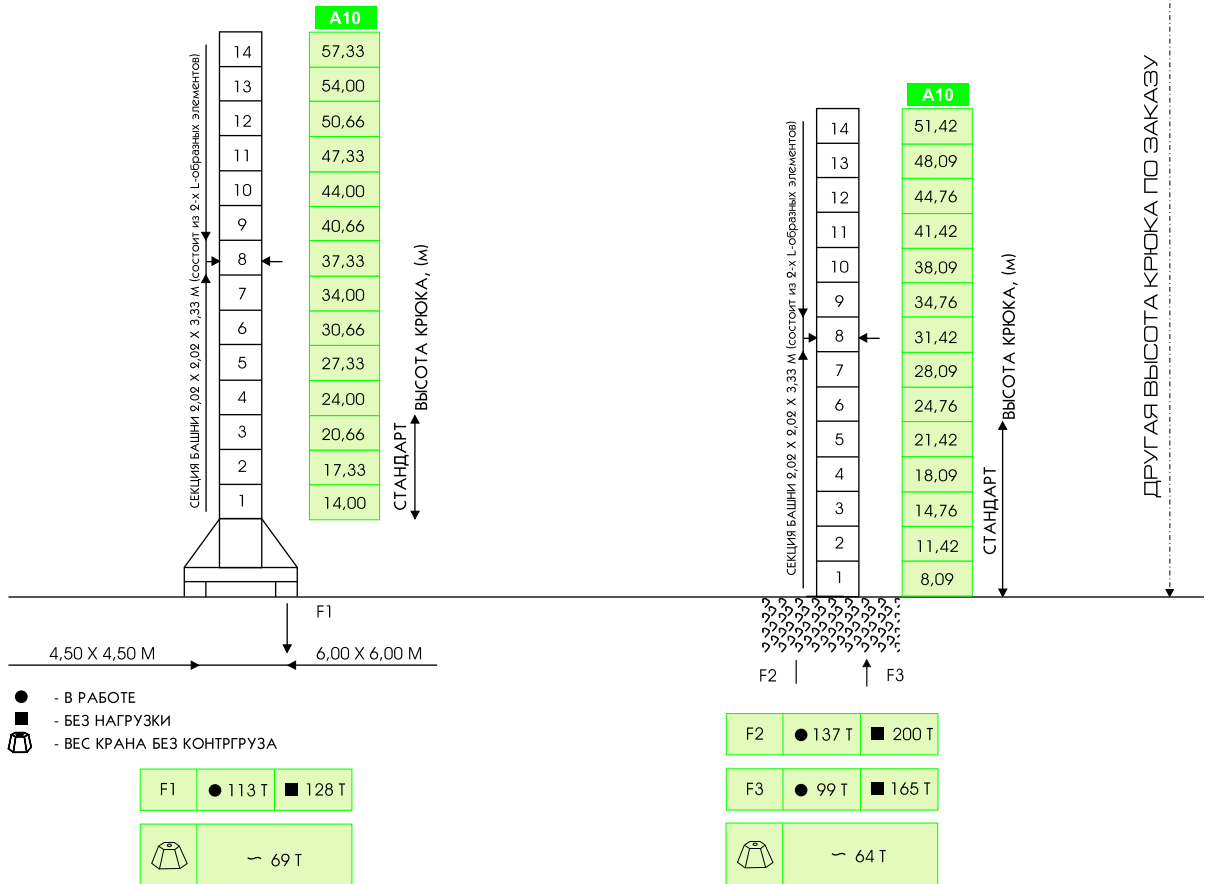 A10
14 57,33
13 54,00
12 50,66
11 47,33
10 44,00
9 40,66
8 37,33
7 34,00
6 30,66
5 27,33
4 24,00
3 20,66
2 17,33
1 14,00
СЕКЦИЯ БАШНИ 2,02 Х 2,02 Х 3,33 М (состоит из 2-х L-образных элементов)
СТАНДАРТ
ВЫСОТА КРЮКА, (м)
F1
4,50 X 4,50 М
6,00 X 6,00 М
- В РАБОТЕ
- БЕЗ НАГРУЗКИ
- ВЕС КРАНА БЕЗ КОНТРГРУЗА
F1 113 T 128 T
~ 69 T
A10
14 51,42
13 48,09
12 44,76
11 41,42
10 38,09
9 34,76
8 31,42
7 28,09
6 24,76
5 21,42
4 18,09
3 14,76
2 11,42
1 8,09
СЕКЦИЯ БАШНИ 2,02 Х 2,02 Х 3,33 М (состоит из 2-х L-образных элементов)
СТАНДАРТ
ВЫСОТА КРЮКА, (м)
F2
F3
F2 137 T 200 T
F3 99 T 165 T
~ 64 T
ДРУГАЯ ВЫСОТА КРЮКА ПО ЗАКАЗУ